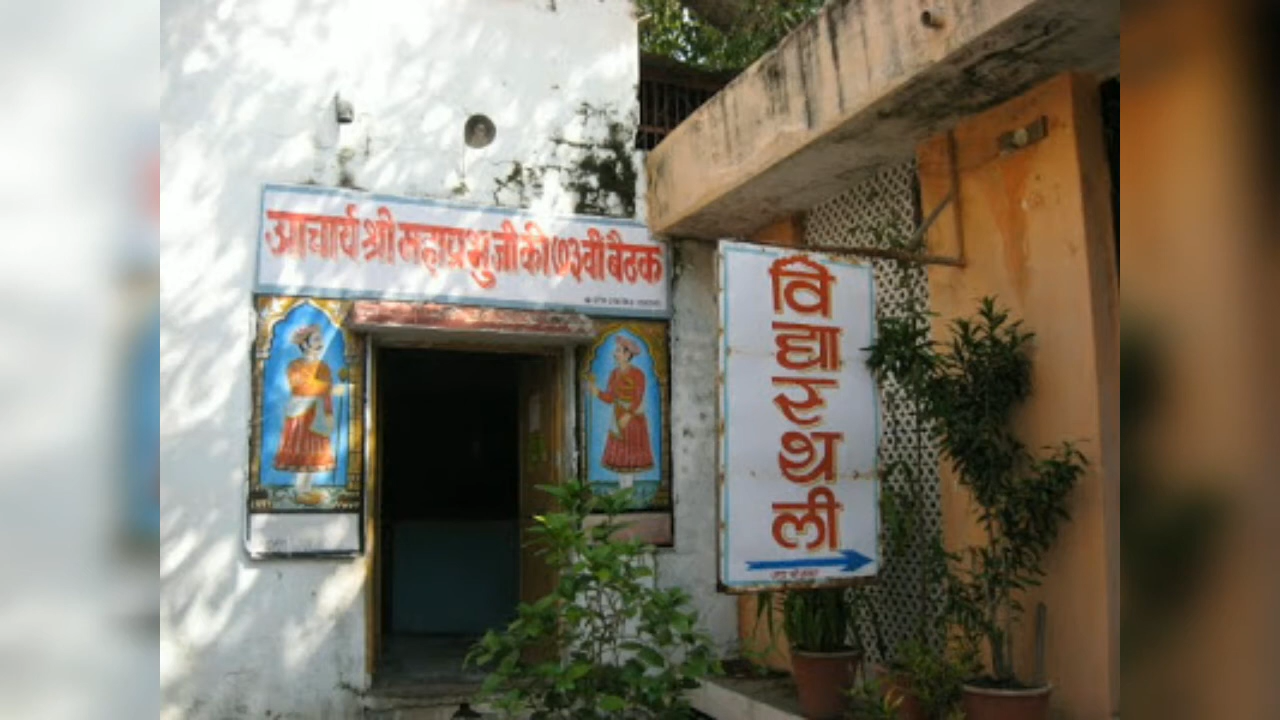 आचार्य श्री महाप्रभुजी की ७३वी बैठक
वि
द्या
स्
थ
ली